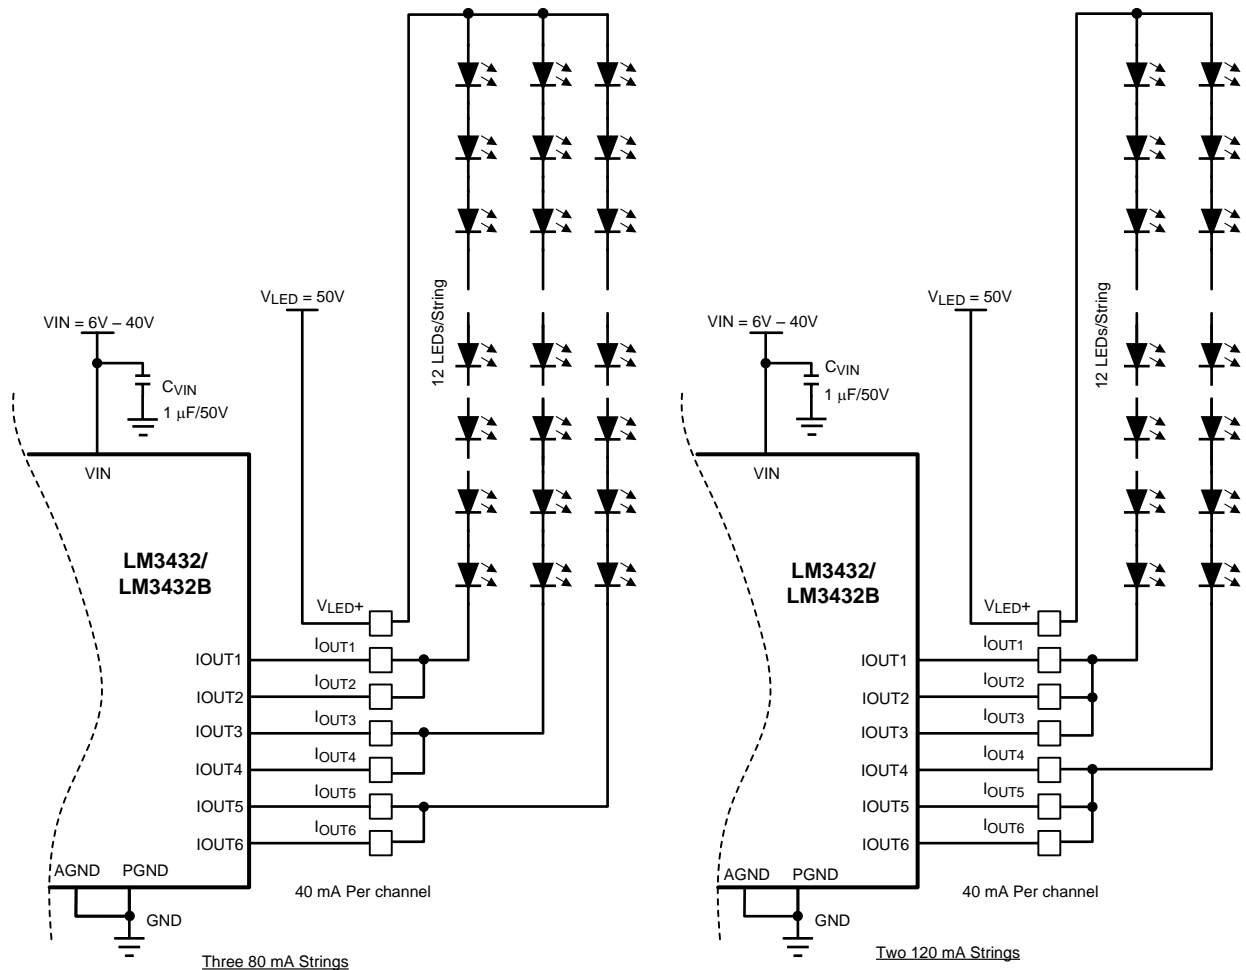 VLED = 50V
VIN = 6V – 40V
CVIN
1 μF/50V
12 LEDs/String
VIN
LM3432/
LM3432B
VLED+
IOUT1
IOUT1
IOUT2
IOUT2
IOUT3
IOUT3
IOUT4
IOUT4
IOUT5
IOUT5
IOUT6
IOUT6
AGND PGND
40 mA Per channel
GND
Three 80 mA Strings
VLED = 50V
VIN = 6V – 40V
CVIN
1 μF/50V
12 LEDs/String
VIN
LM3432/
LM3432B
VLED+
IOUT1
IOUT1
IOUT2
IOUT2
IOUT3
IOUT3
IOUT4
IOUT4
IOUT5
IOUT5
IOUT6
IOUT6
AGND PGND
40 mA Per channel
GND
Two 120 mA Strings